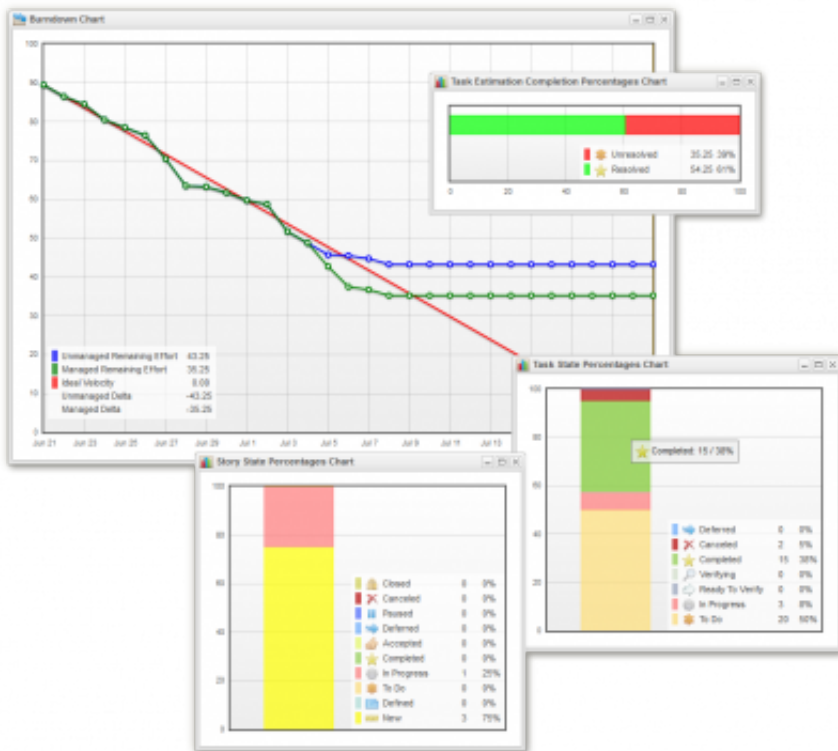 Burndown Chart
100
90
80
70
60
50
40
30
20
10
0
Unmanaged Remaining Effort 43.25
Managed Remaining Effort 35.25
Ideal Velocity 0.00
Unmanaged Delta -43.25
Managed Delta -35.25
Jun 21 Jun 23 Jun 25 Jun 27 Jun 29 Jul 1 Jul 3 Jul 5 Jul 7 Jul 9 Jul 11 Jul 13
Task Estimation Completion Percentages Chart
Unresolved 35.25 39%
Resolved 54.25 61%
0 20 40 60 80 100
Task State Percentages Chart
100
80
60
40
20
0
Completed: 15 / 38%
Deferred 0 0%
Canceled 2 5%
Completed 15 38%
Verifying 0 0%
Ready To Verify 0 0%
In Progress 3 8%
To Do 20 50%
Story State Percentages Chart
100
80
60
40
20
0
Closed 0 0%
Canceled 0 0%
Paused 0 0%
Deferred 0 0%
Accepted 0 0%
Completed 0 0%
In Progress 1 25%
To Do 0 0%
Defined 0 0%
New 3 75%